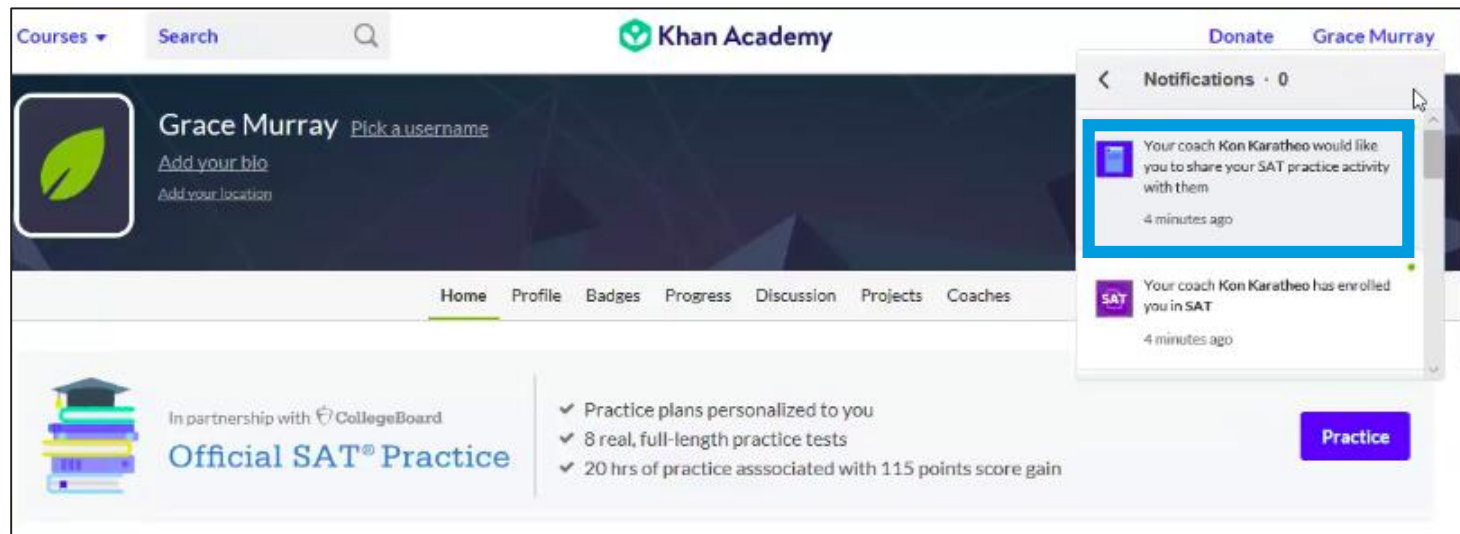 Courses
Search
Khan Academy
Donate
Grace Murray
Notifications · 0
Grace Murray Pick a username
Add your bio
Add your location
Your coach Kon Karatheo would like
you to share your SAT practice activity
with them
4 minutes ago
SAT
Your coach Kon Karatheo has enrolled
you in SAT
4 minutes ago
Home Profile Badges Progress Discussion Projects Coaches
In partnership with CollegeBoard
Official SAT® Practice
Practice plans personalized to you
8 real, full-length practice tests
20 hrs of practice asssociated with 115 points score gain
Practice